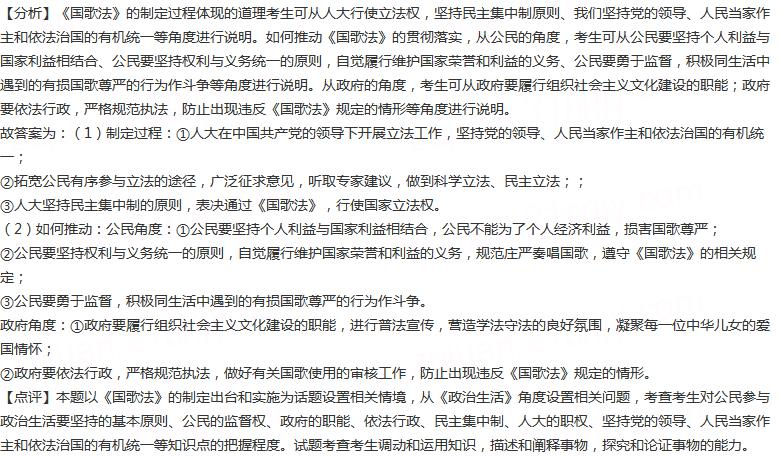 【分析】《国歌法》的制定过程体现的道理考生可从人大行使立法权，坚持民主集中制原则、我们坚持党的领导、人民当家作
主和依法治国的有机统一等角度进行说明。如何推动《国歌法》的贯彻落实，从公民的角度，考生可从公民要坚持个人利益与
国家利益相结合、公民要坚持权利与义务统一的原则，自觉履行维护国家荣誉和利益的义务、公民要勇于监督，积极同生活中
遇到的有损国歌尊严的行为作斗争等角度进行说明。从政府的角度，考生可从政府要履行组织社会主义文化建设的职能；政府
要依法行政，严格规范执法，防止出现违反《国歌法》规定的情形等角度进行说明。
故答案为：（1）制定过程：①人大在中国共产党的领导下开展立法工作，坚持党的领导、人民当家作主和依法治国的有机统
一；
②拓宽公民有序参与立法的途径，广泛征求意见，听取专家建议，做到科学立法、民主立法；；
③人大坚持民主集中制的原则，表决通过《国歌法》，行使国家立法权。
（2）如何推动：公民角度：①公民要坚持个人利益与国家利益相结合，公民不能为了个人经济利益，损害国歌尊严；
②公民要坚持权利与义务统一的原则，自觉履行维护国家荣誉和利益的义务，规范庄严奏唱国歌，遵守《国歌法》的相关规
定；
③公民要勇于监督，积极同生活中遇到的有损国歌尊严的行为作斗争。
政府角度：①政府要履行组织社会主义文化建设的职能，进行普法宣传，营造学法守法的良好氛围，凝聚每一位中华儿女的爱
国情怀；
②政府要依法行政，严格规范执法，做好有关国歌使用的审核工作，防止出现违反《国歌法》规定的情形。
【点评】本题以《国歌法》的制定出台和实施为话题设置相关情境，从《政治生活》角度设置相关问题，考查考生对公民参与
政治生活要坚持的基本原则、公民的监督权、政府的职能、依法行政、民主集中制、人大的职权、坚持党的领导、人民当家作
主和依法治国的有机统一等知识点的把握程度。试题考查考生调动和运用知识，描述和阐释事物，探究和论证事物的能力。